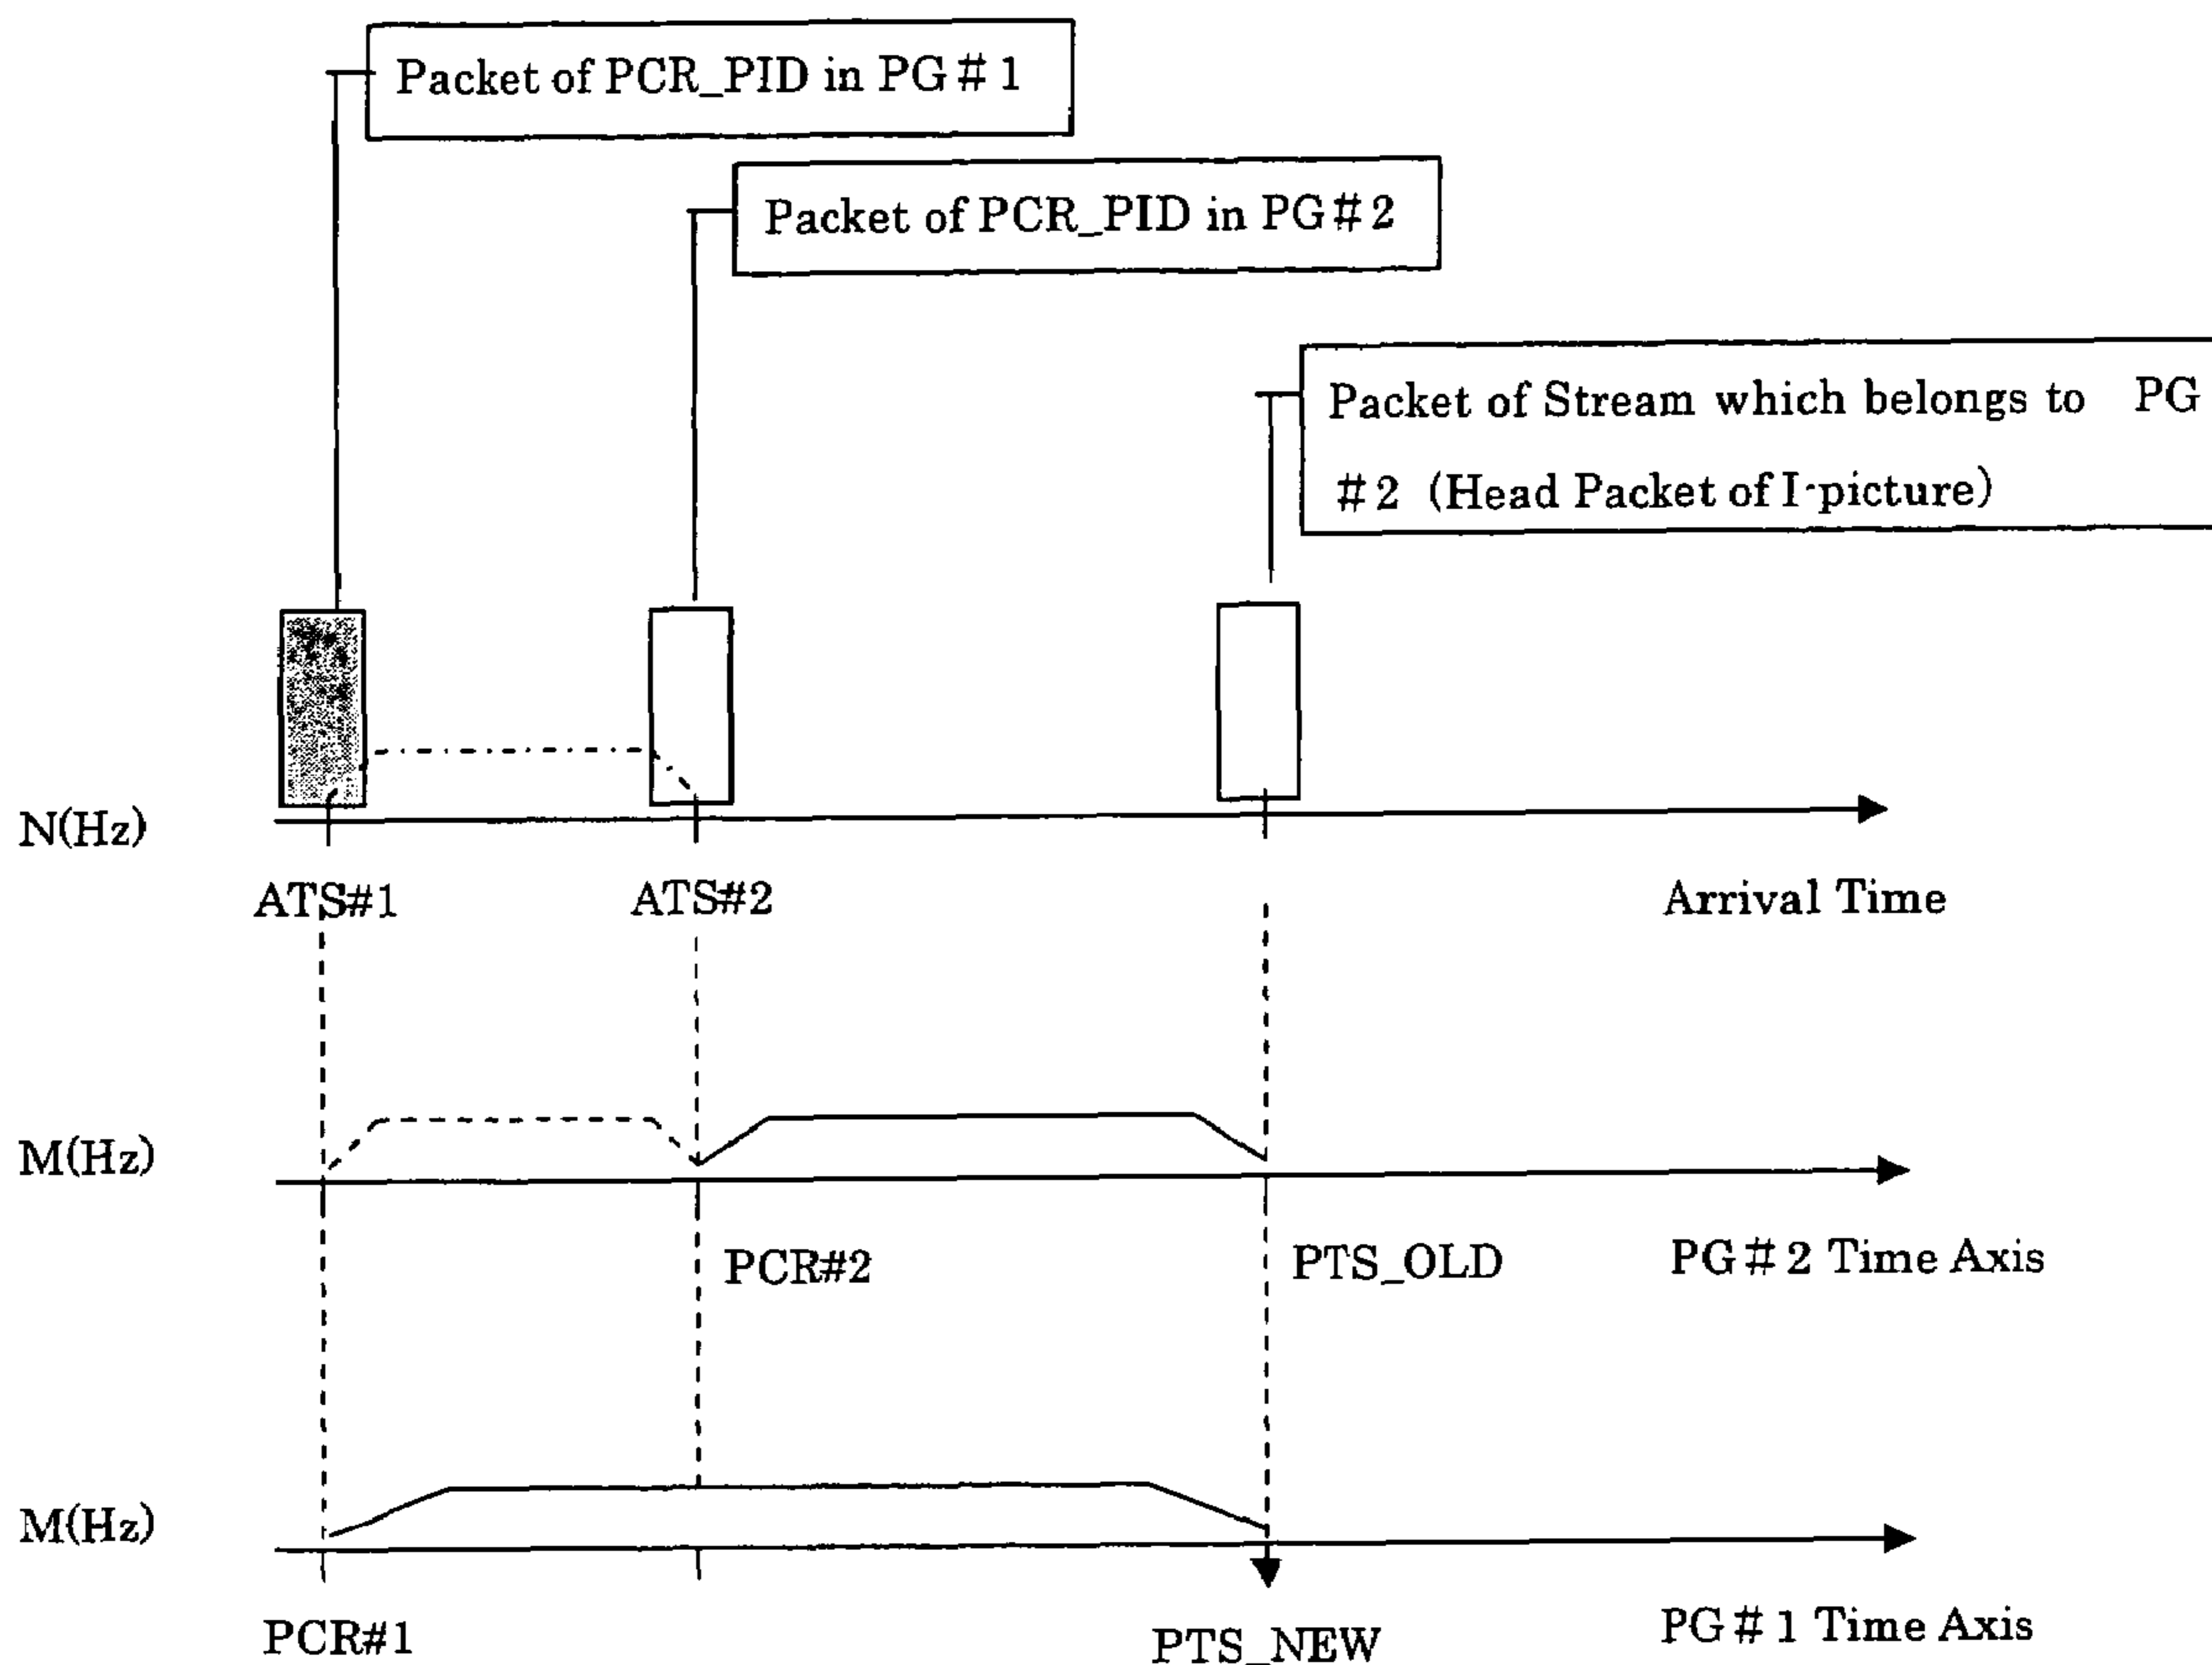 Packet of PCR_PID in PG#1
Packet of PCR_PID in PG#2
Packet of Stream which belongs to PG
#2 (Head Packet of I-picture)
N(Hz)
ATS#1
ATS#2
Arrival Time
M(Hz)
PCR#2
PTS_OLD
PG#2 Time Axis
M(Hz)
PCR#1
PTS_NEW
PG#1 Time Axis